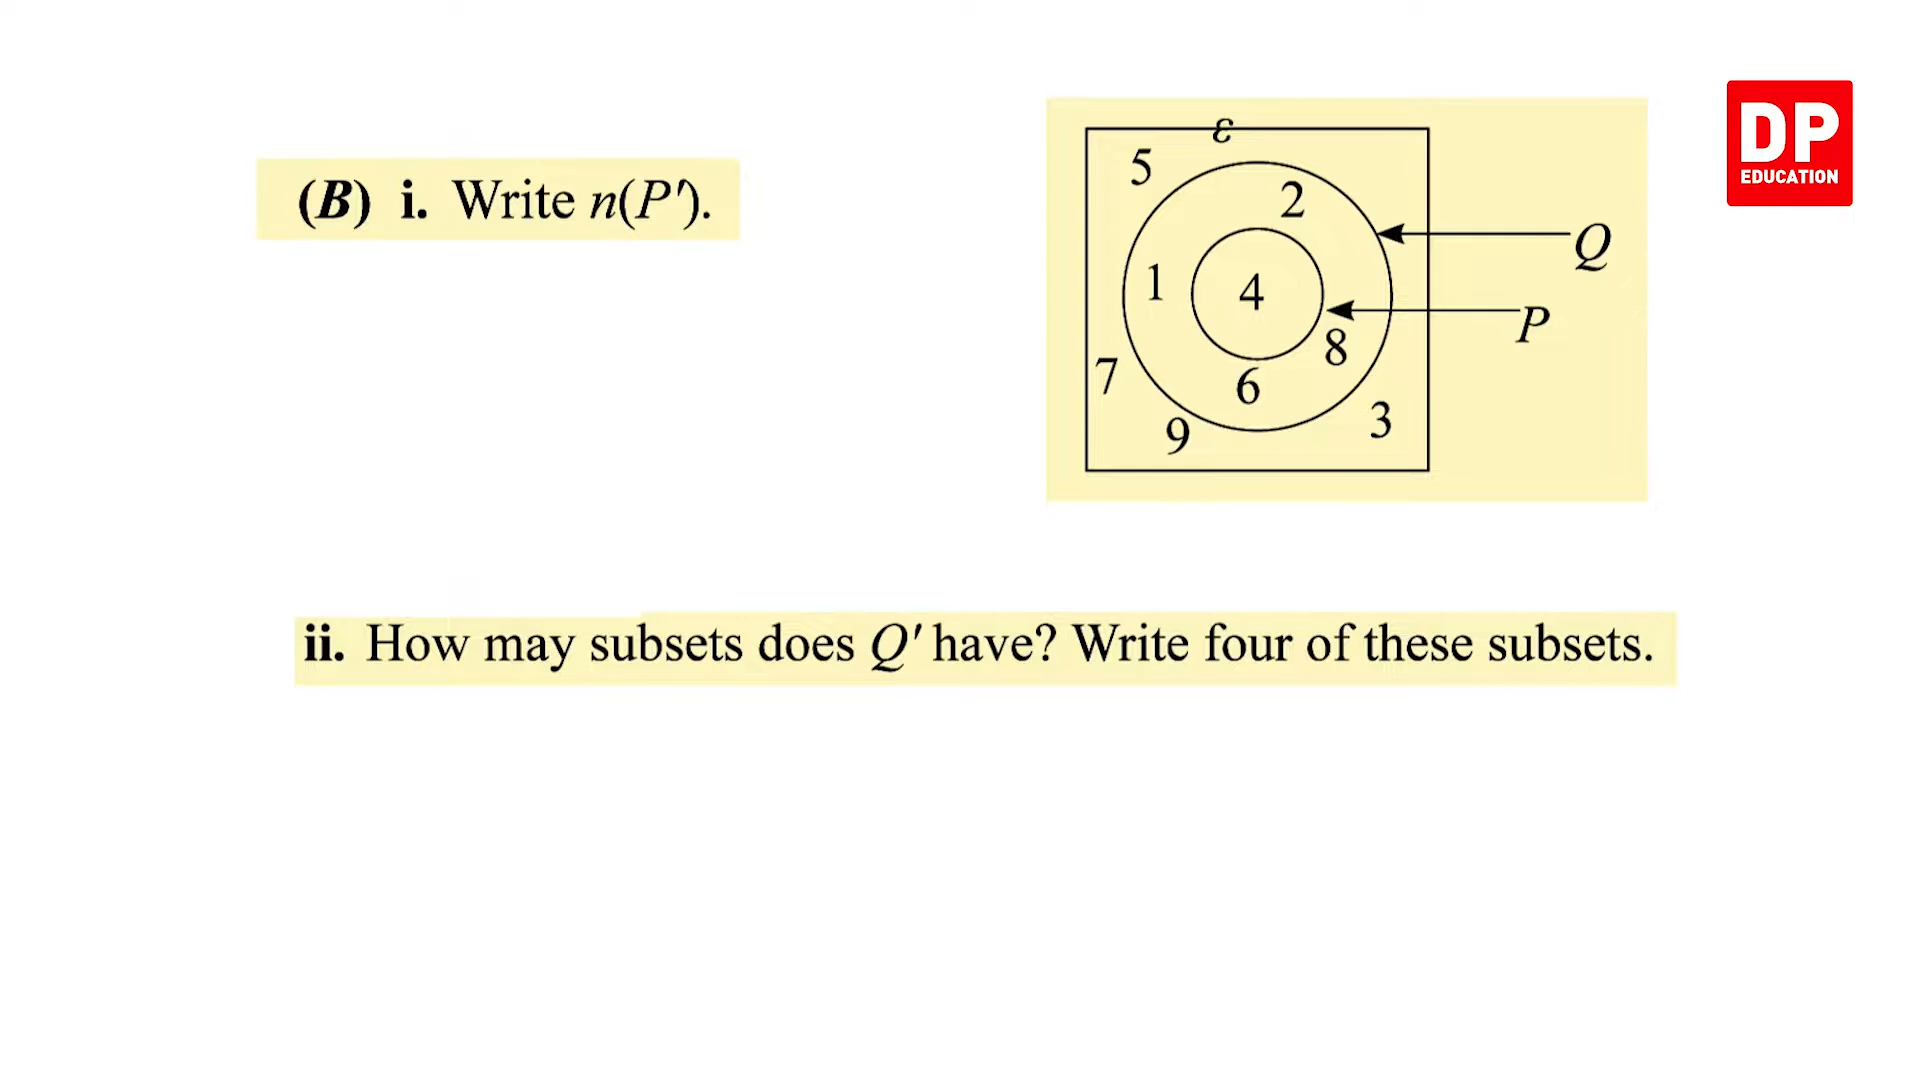 DP
EDUCATION
(B) i. Write n(P').
ε
5
2
Q
1
4
P
8
7
6
3
9
ii. How may subsets does Q' have? Write four of these subsets.